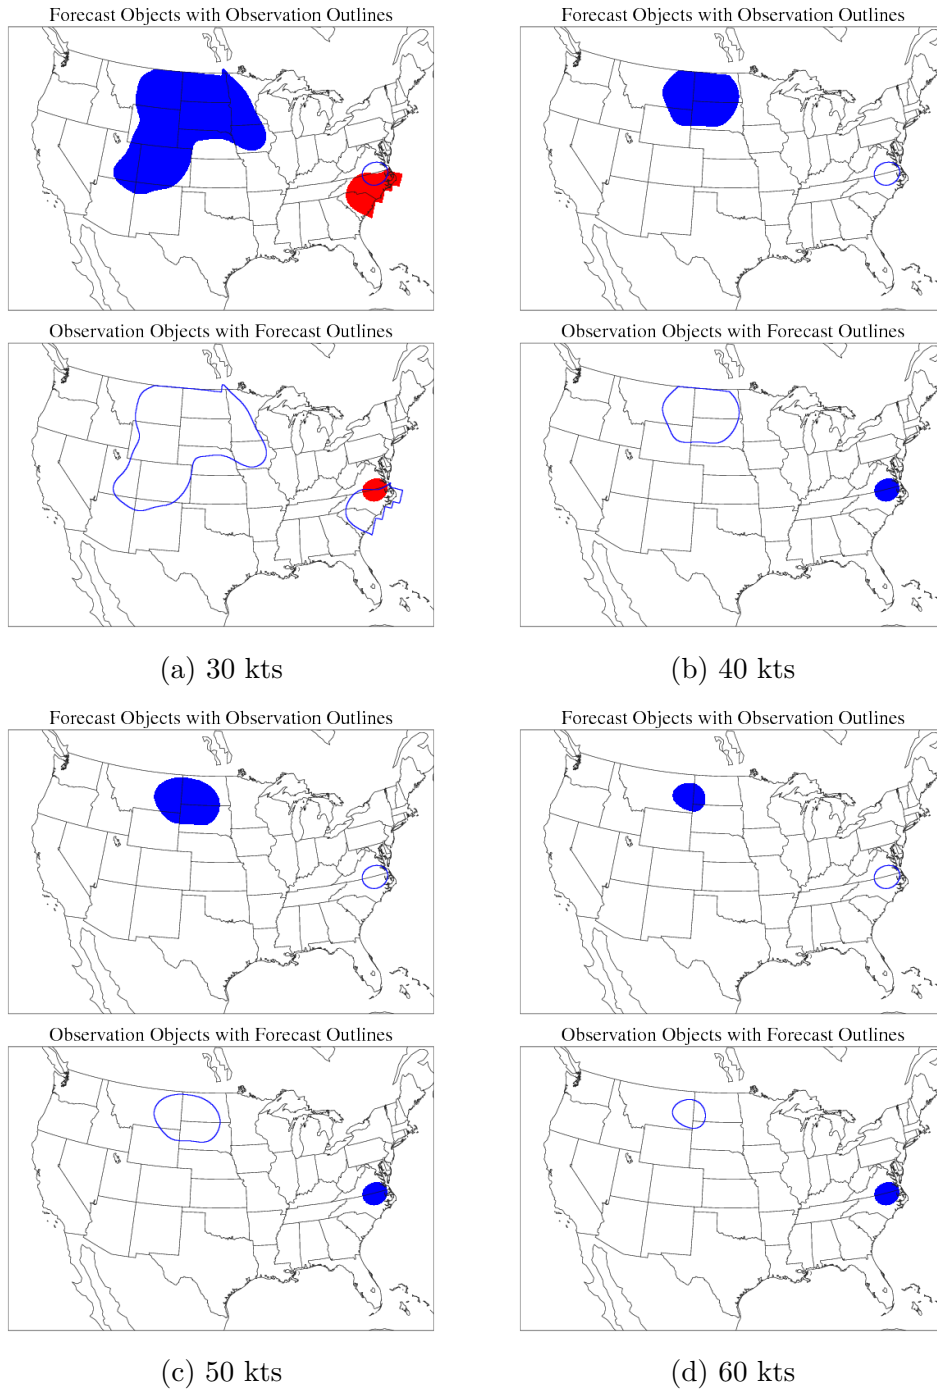 Forecast Objects with Observation Outlines
Forecast Objects with Observation Outlines
Observation Objects with Forecast Outlines
Observation Objects with Forecast Outlines
(a) 30 kts
(b) 40 kts
Forecast Objects with Observation Outlines
Forecast Objects with Observation Outlines
Observation Objects with Forecast Outlines
Observation Objects with Forecast Outlines
(c) 50 kts
(d) 60 kts